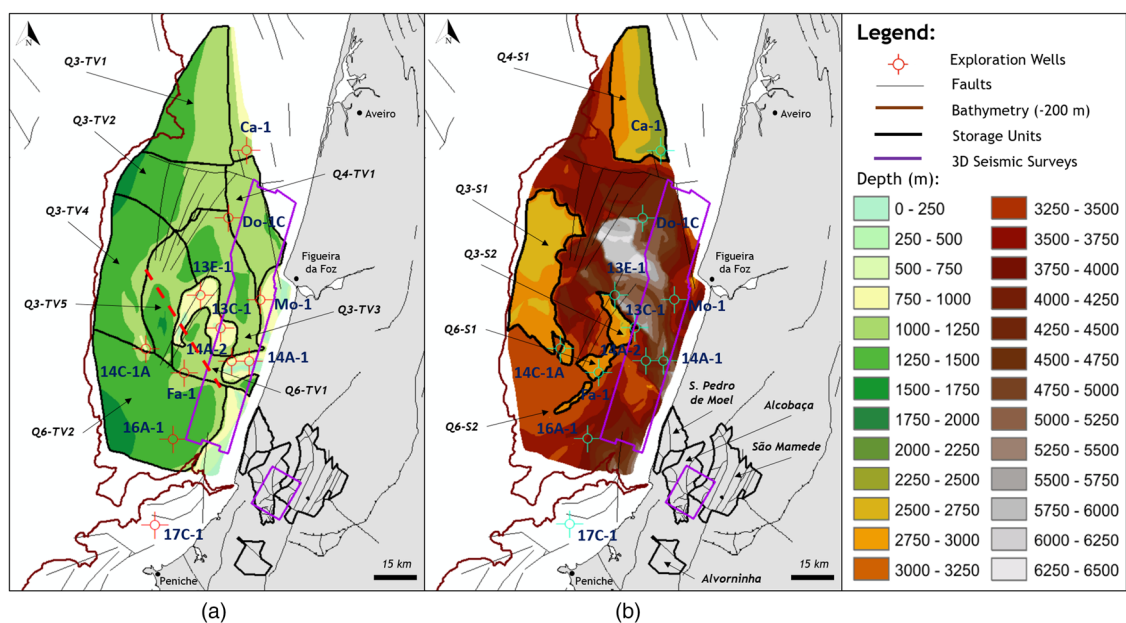 N
Q3-TV1
Q3-TV2
Aveiro
Ca-1
Q4-TV1
Q3-TV4
Do-1C
Figueira
da Foz
13E-1
Q3-TV5
13C-1
Mo-1
Q3-TV3
14A-2
14A-1
14C-1A
Fa-1
Q6-TV1
Q6-TV2
16A-1
17C-1
Peniche
15 km
(a)
N
Q4-S1
Aveiro
Ca-1
Q3-S1
Do-1C
Q3-S2
Figueira
da Foz
13E-1
13C-1
Mo-1
Q6-S1
14A-2
14A-1
14C-1A
Fa-1
S. Pedro
de Moel
Alcobaça
Q6-S2
16A-1
São Mamede
17C-1
Peniche
Alvorninha
15 km
(b)
Legend:
Exploration Wells
Faults
Bathymetry (-200 m)
Storage Units
3D Seismic Surveys
Depth (m):
0 - 250
250 - 500
500 - 750
750 - 1000
1000 - 1250
1250 - 1500
1500 - 1750
1750 - 2000
2000 - 2250
2250 - 2500
2500 - 2750
2750 - 3000
3000 - 3250
3250 - 3500
3500 - 3750
3750 - 4000
4000 - 4250
4250 - 4500
4500 - 4750
4750 - 5000
5000 - 5250
5250 - 5500
5500 - 5750
5750 - 6000
6000 - 6250
6250 - 6500